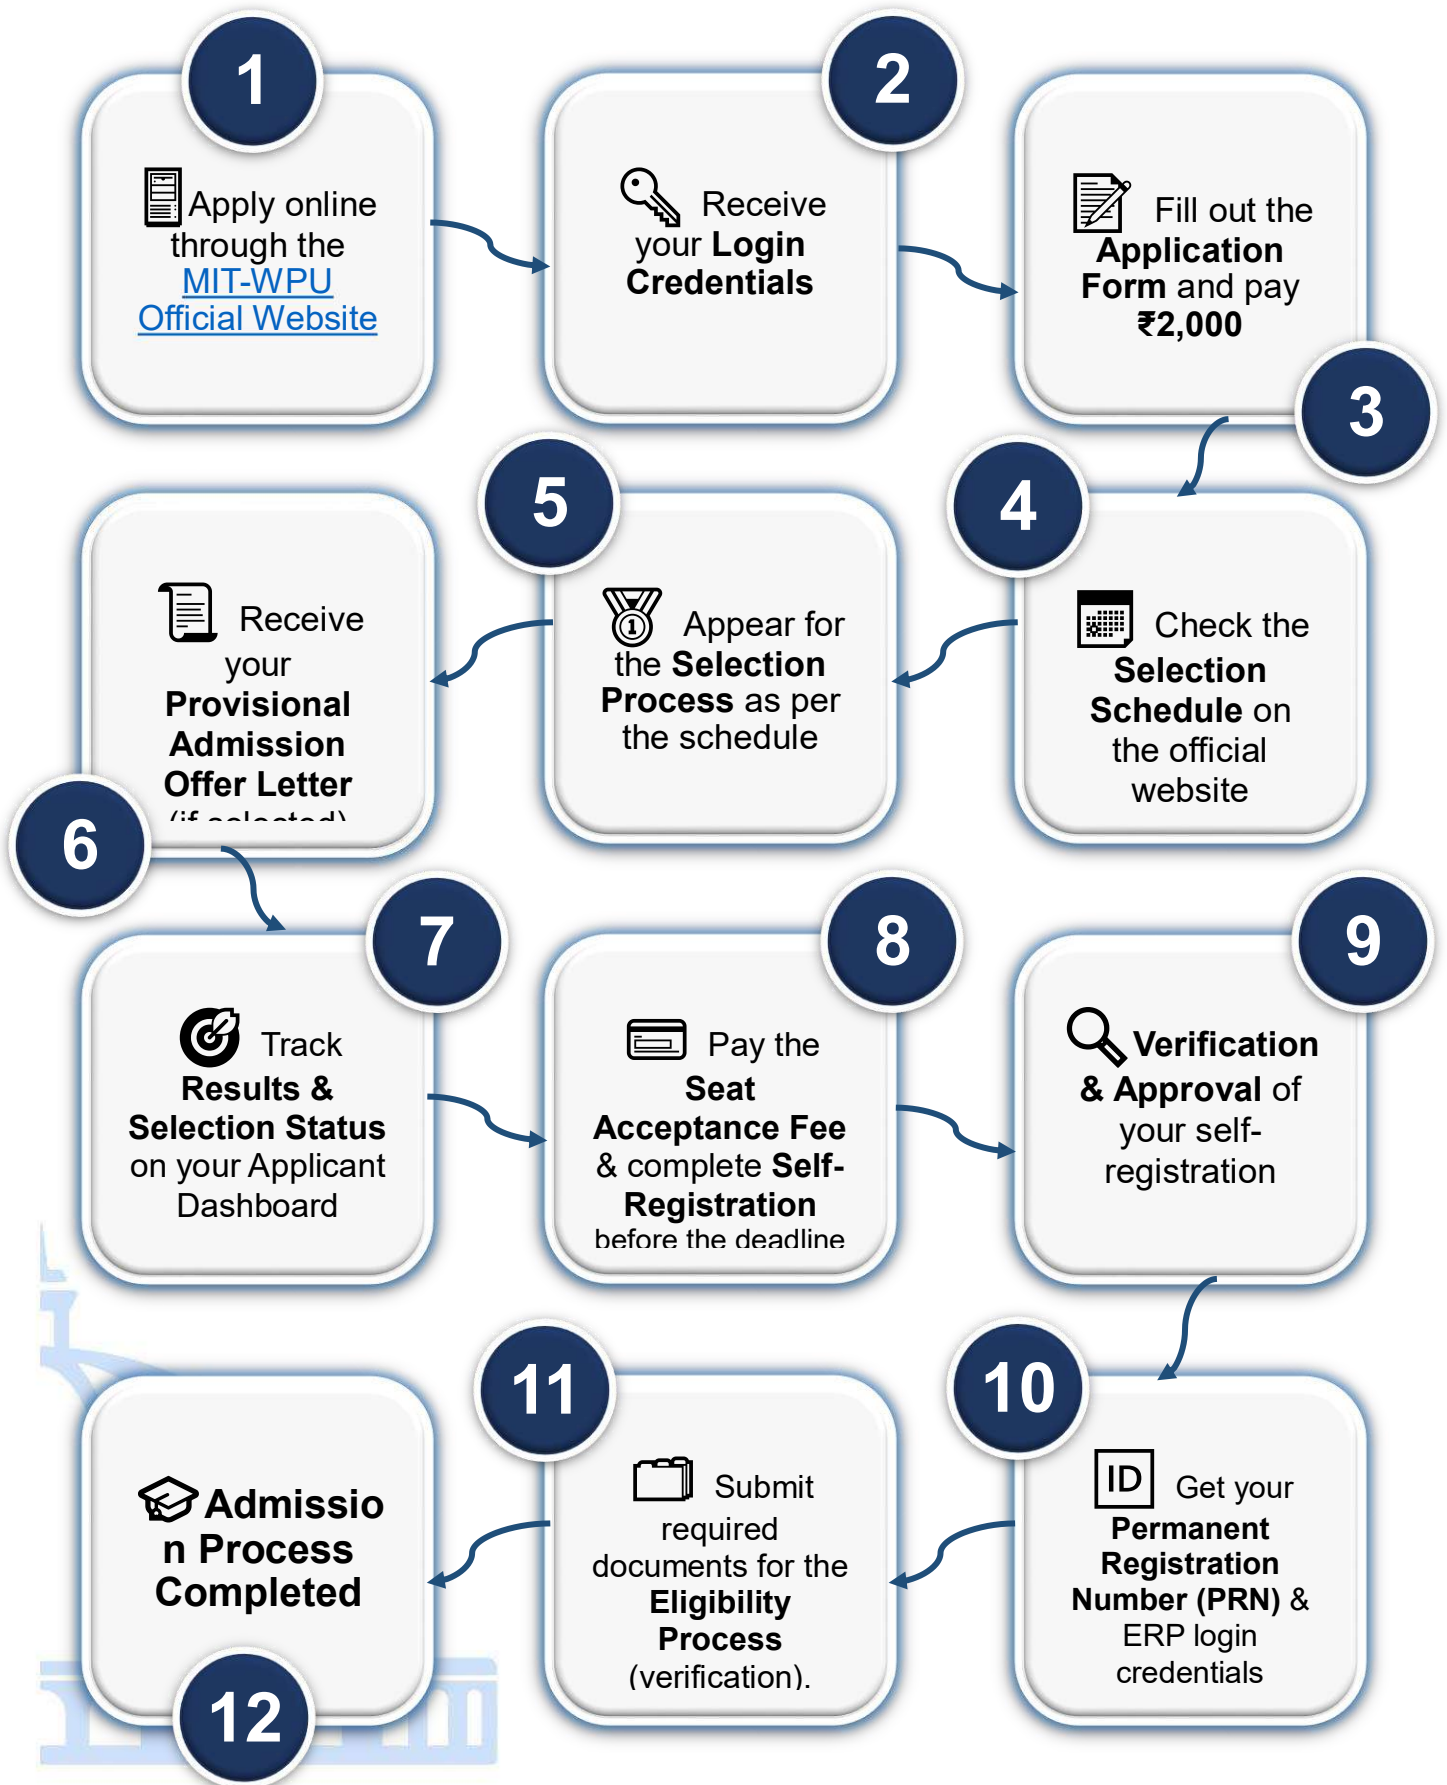 1
Apply online
through the
MIT-WPU
Official Website
2
Receive
your Login
Credentials
Fill out the
Application
Form and pay
₹2,000
3
4
Check the
Selection
Schedule on
the official
website
5
Appear for
the Selection
Process as per
the schedule
Receive
your
Provisional
Admission
Offer Letter
(if selected)
6
7
Track
Results &
Selection Status
on your Applicant
Dashboard
8
Pay the
Seat
Acceptance Fee
& complete Self-
Registration
before the deadline
9
Verification
& Approval of
your self-
registration
10
ID
Get your
Permanent
Registration
Number (PRN) &
ERP login
credentials
11
Submit
required
documents for the
Eligibility
Process
(verification).
Admissio
n Process
Completed
12